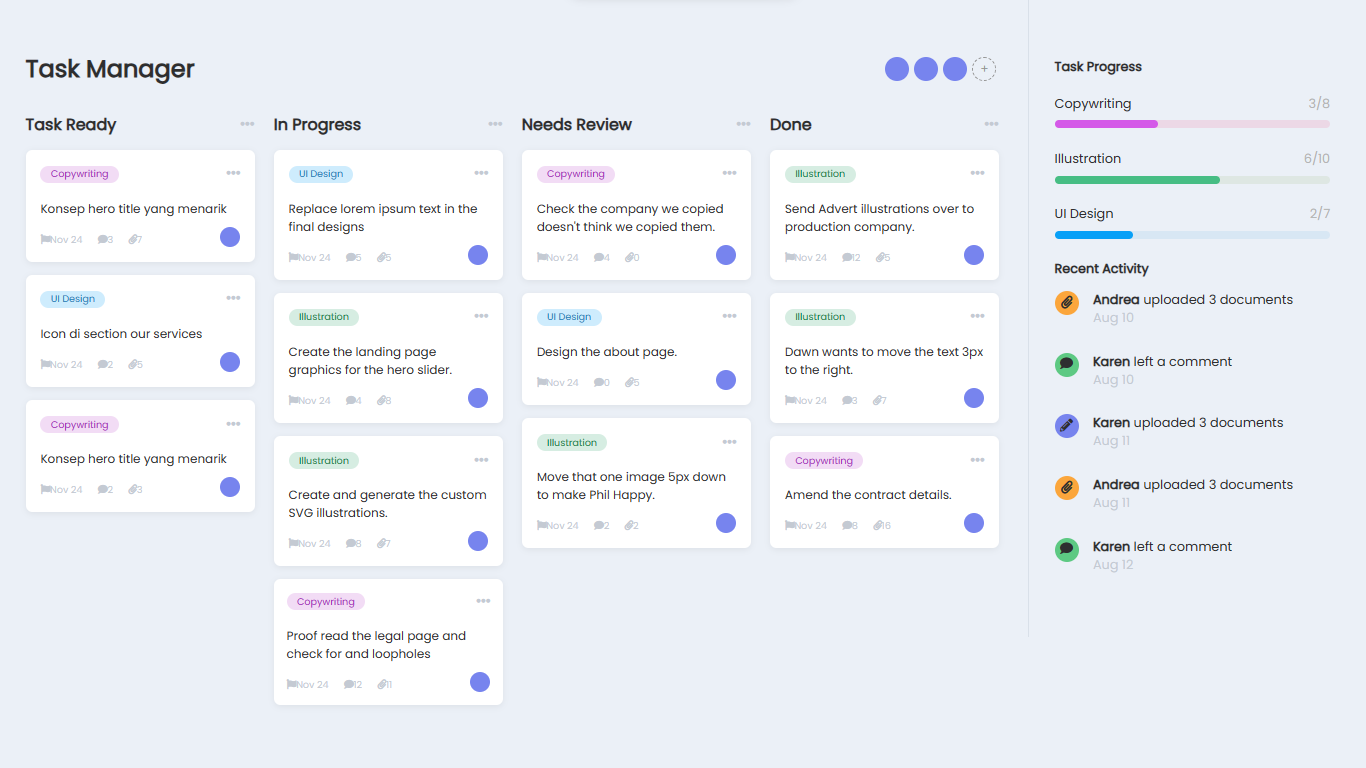 Task Manager
+
Task Ready
Copywriting
Konsep hero title yang menarik
Nov 24 3 7
UI Design
Icon di section our services
Nov 24 2 5
Copywriting
Konsep hero title yang menarik
Nov 24 2 3
In Progress
UI Design
Replace lorem ipsum text in the
final designs
Nov 24 5 5
Illustration
Create the landing page
graphics for the hero slider.
Nov 24 4 8
Illustration
Create and generate the custom
SVG illustrations.
Nov 24 8 7
Copywriting
Proof read the legal page and
check for and loopholes
Nov 24 12 11
Needs Review
Copywriting
Check the company we copied
doesn't think we copied them.
Nov 24 4 0
UI Design
Design the about page.
Nov 24 0 5
Illustration
Move that one image 5px down
to make Phil Happy.
Nov 24 2 2
Done
Illustration
Send Advert illustrations over to
production company.
Nov 24 12 5
Illustration
Dawn wants to move the text 3px
to the right.
Nov 24 3 7
Copywriting
Amend the contract details.
Nov 24 8 16
Task Progress
Copywriting 3/8
Illustration 6/10
UI Design 2/7
Recent Activity
Andrea uploaded 3 documents
Aug 10
Karen left a comment
Aug 10
Karen uploaded 3 documents
Aug 11
Andrea uploaded 3 documents
Aug 11
Karen left a comment
Aug 12